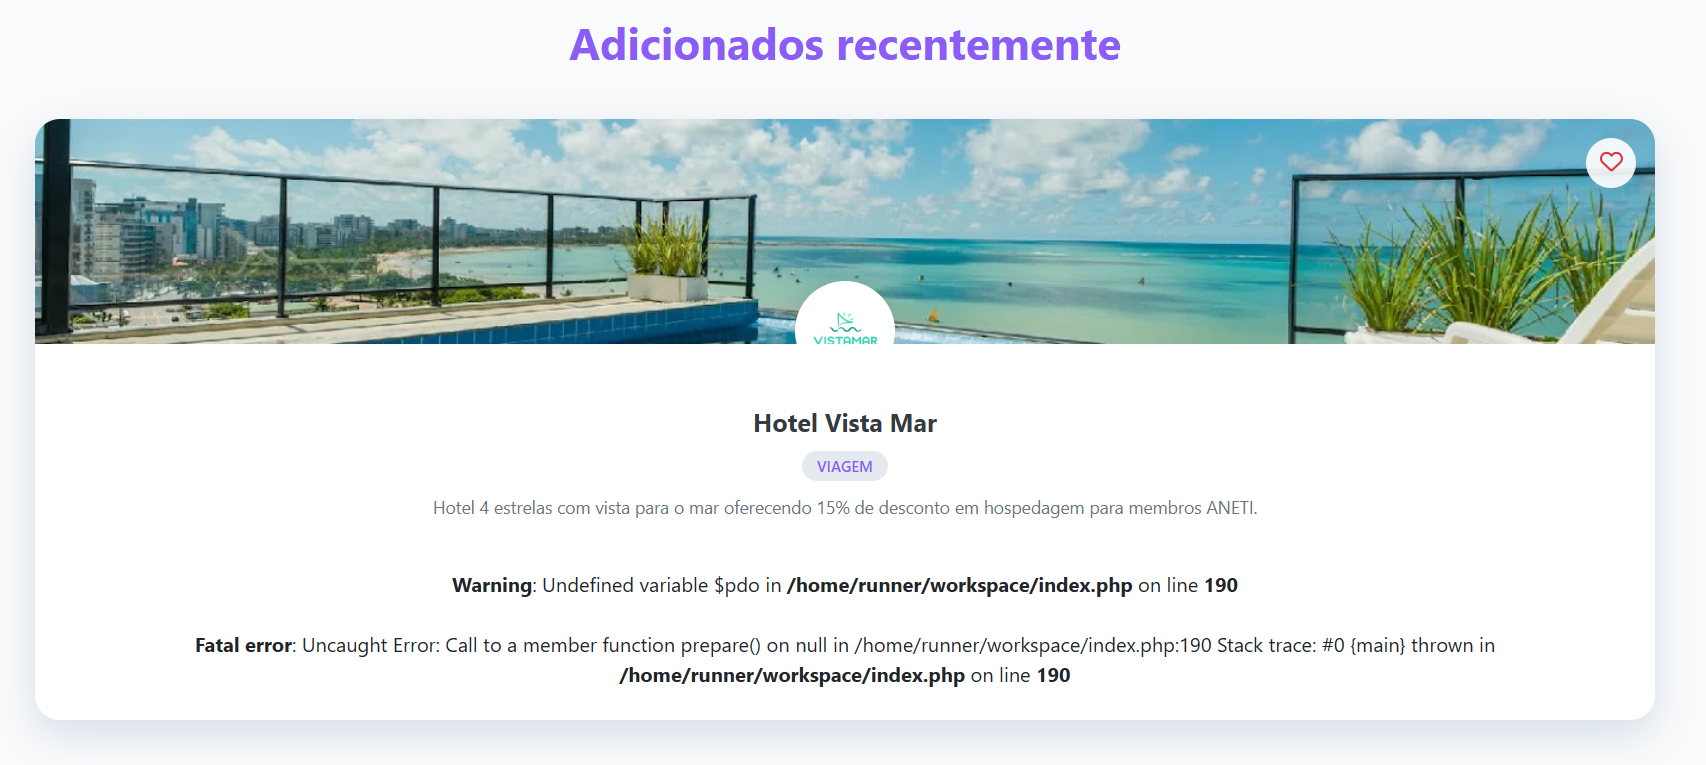 Adicionados recentemente
VISTAMAR
Hotel Vista Mar
VIAGEM
Hotel 4 estrelas com vista para o mar oferecendo 15% de desconto em hospedagem para membros ANETI.
Warning: Undefined variable $pdo in /home/runner/workspace/index.php on line 190
Fatal error: Uncaught Error: Call to a member function prepare() on null in /home/runner/workspace/index.php:190 Stack trace: #0 {main} thrown in
/home/runner/workspace/index.php on line 190